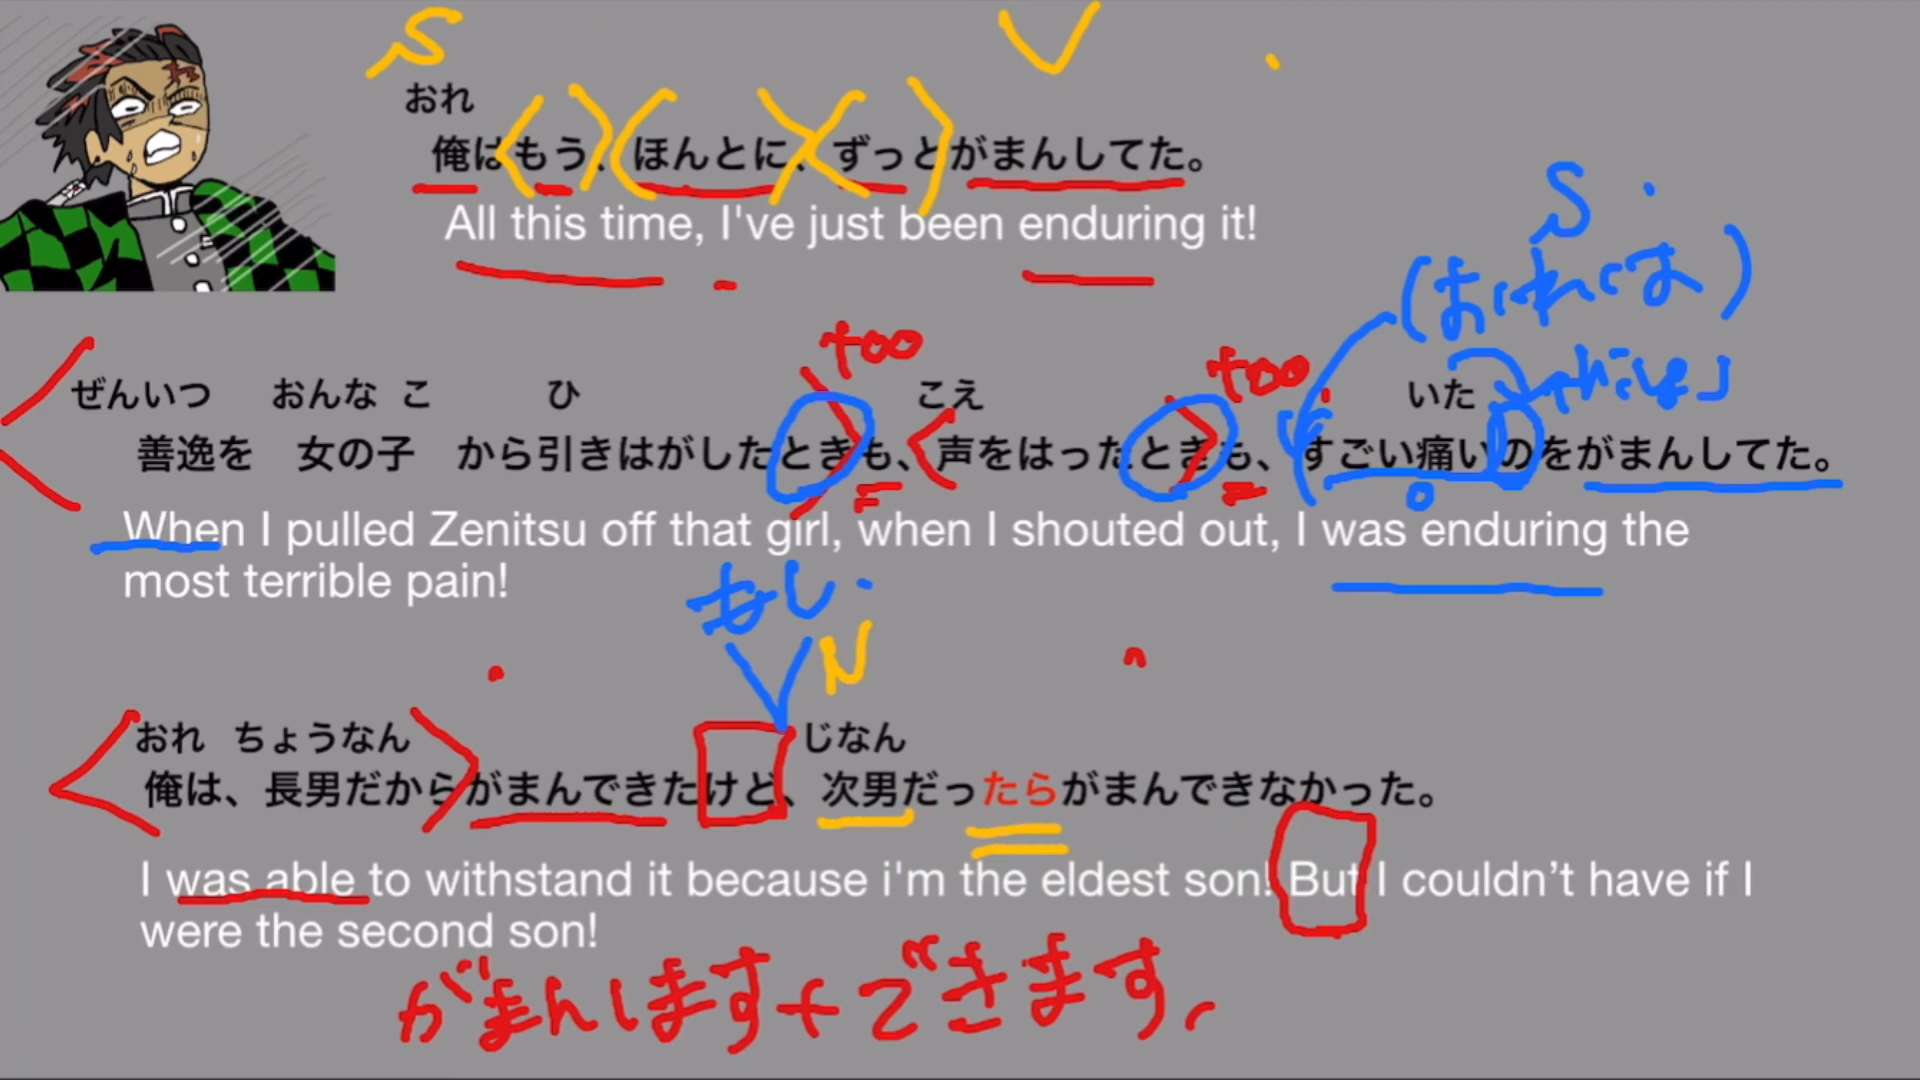 S V
おれ
俺はもう、ほんとに、ずっとがまんしてた。
All this time, I've just been enduring it!
S
(おれは)
too too
ぜんいつ おんな こ ひ こえ いた
善逸を 女の子 から引きはがしたときも、声をはったときも、すごい痛いのをがまんしてた。
When I pulled Zenitsu off that girl, when I shouted out, I was enduring the
most terrible pain!
もし
N
おれ ちょうなん じなん
俺は、長男だからがまんできたけど、次男だったらがまんできなかった。
I was able to withstand it because i'm the eldest son! But I couldn't have if I
were the second son!
がまんします+できます